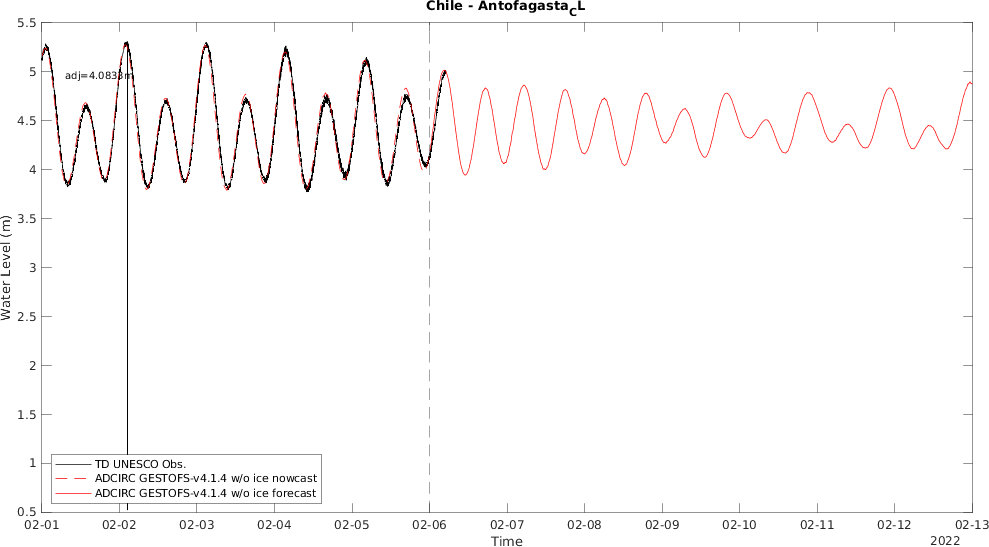 Chile - Antofagasta_CL
5.5
5
4.5
4
3.5
3
2.5
2
1.5
1
0.5
Water Level (m)
adj=4.0833m
TD UNESCO Obs.
ADCIRC GESTOFS-v4.1.4 w/o ice nowcast
ADCIRC GESTOFS-v4.1.4 w/o ice forecast
02-01 02-02 02-03 02-04 02-05 02-06 02-07 02-08 02-09 02-10 02-11 02-12 02-13
Time
2022